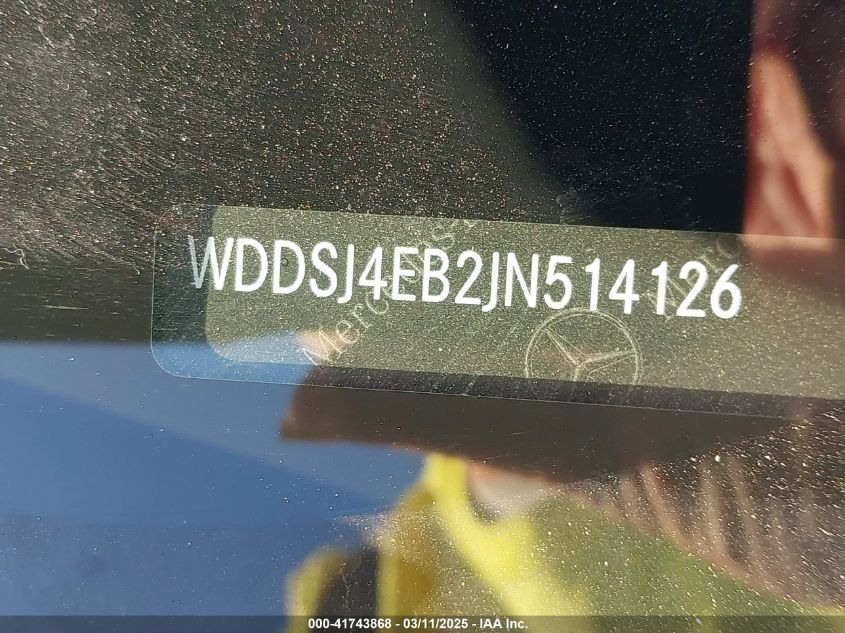 WDDSJ4EB2JN514126
000-41743868 - 03/11/2025 - IAA Inc.